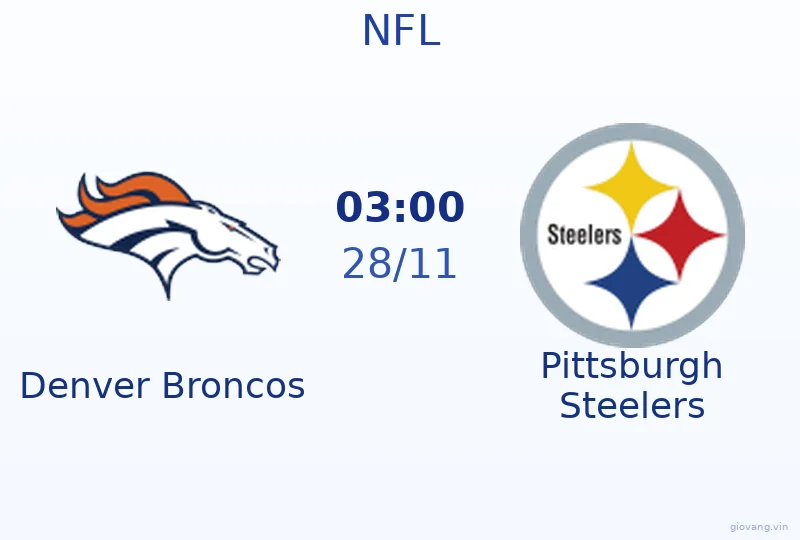 NFL
03:00
28/11
Steelers
Denver Broncos
Pittsburgh
Steelers
giovang.vin